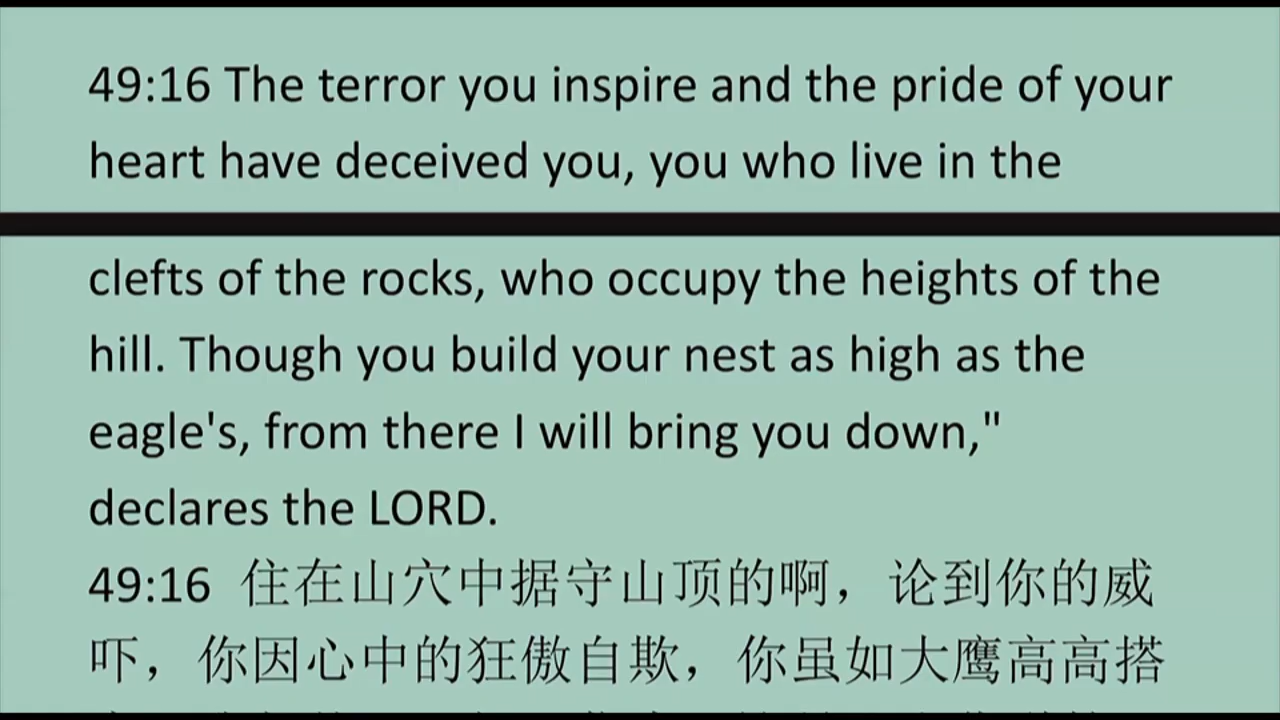 49:16 The terror you inspire and the pride of your
heart have deceived you, you who live in the
clefts of the rocks, who occupy the heights of the
hill. Though you build your nest as high as the
eagle's, from there I will bring you down,"
declares the LORD.
49:16 住在山穴中据守山顶的啊，论到你的威
吓，你因心中的狂傲自欺，你虽如大鹰高高搭